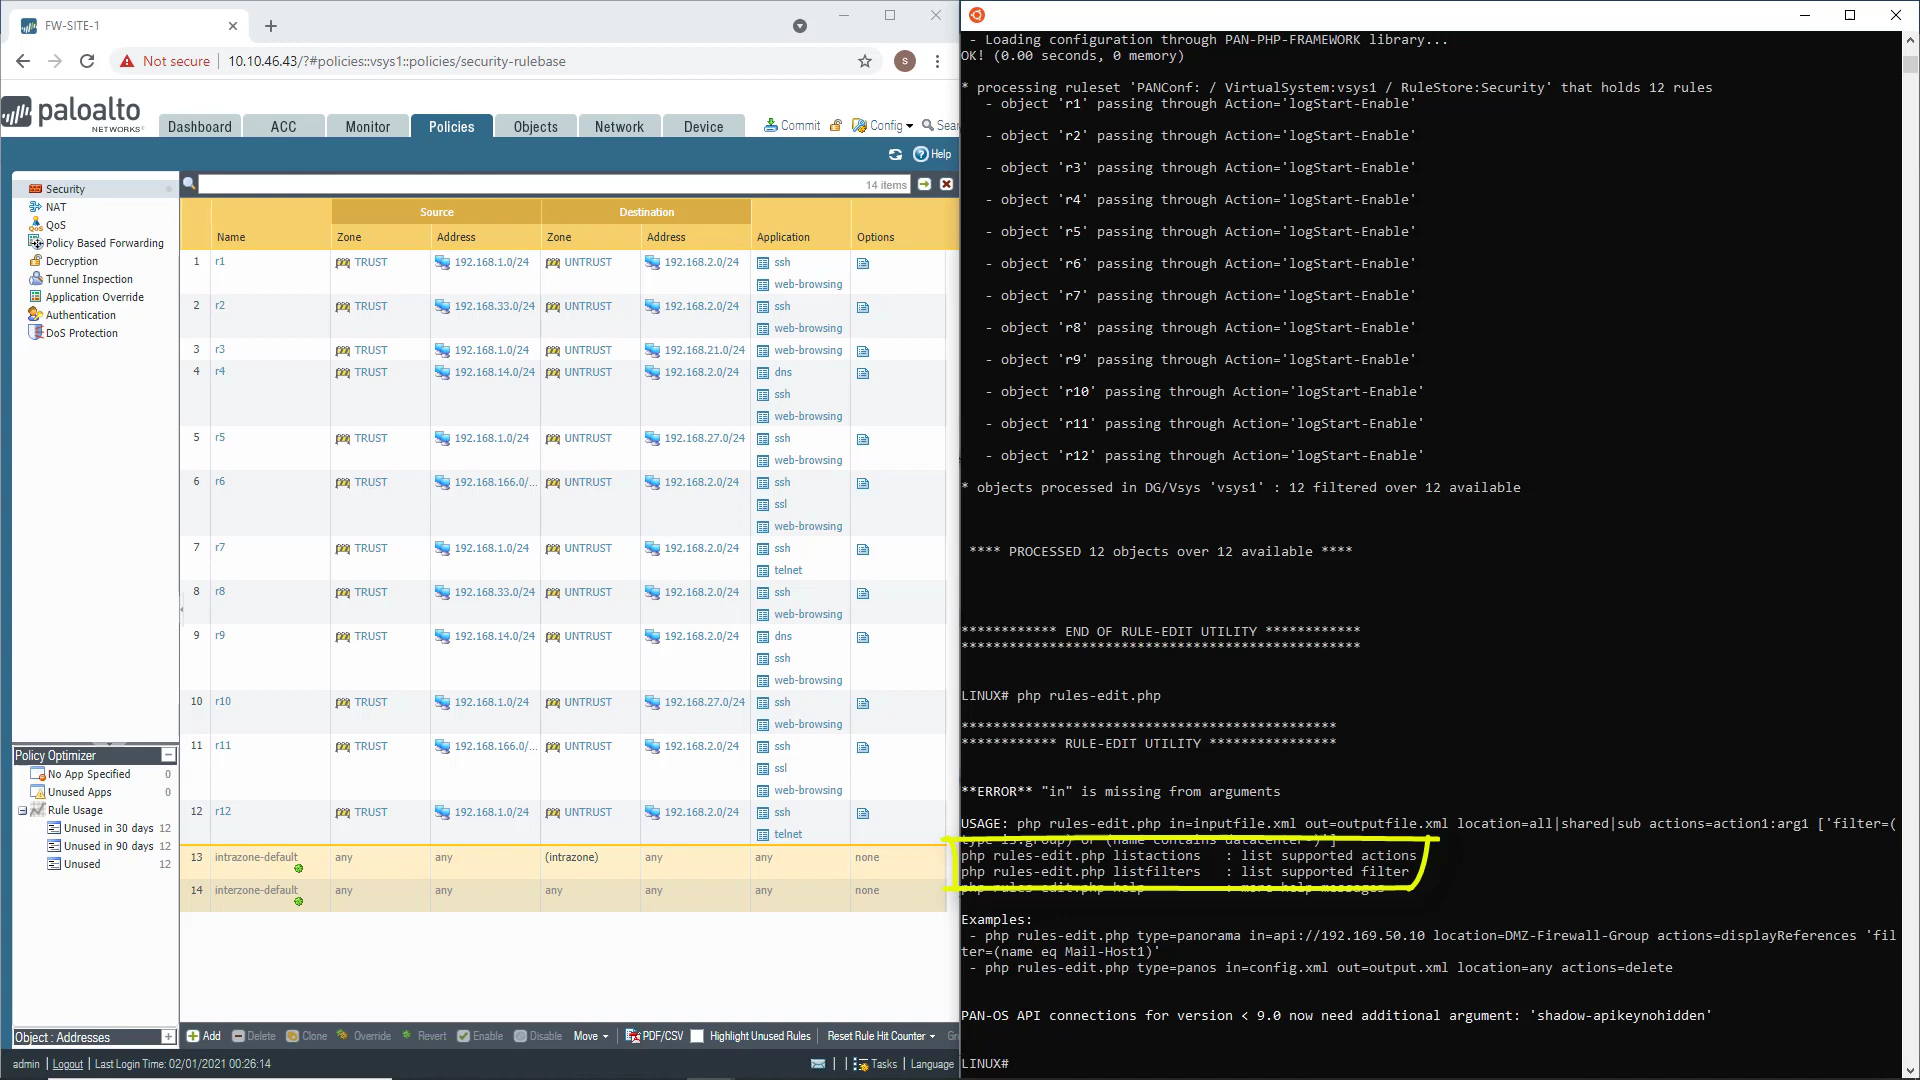 FW-SITE-1
Not secure
10.10.46.43/?#policies::vsys1::policies/security-rulebase
S
paloalto
NETWORKS
Dashboard ACC Monitor Policies Objects Network Device
Commit Config Sear
Help
Security
NAT
QoS
Policy Based Forwarding
Decryption
Tunnel Inspection
Application Override
Authentication
DoS Protection
14 items
Source Destination
Name Zone Address Zone Address Application Options
1 r1 TRUST 192.168.1.0/24 UNTRUST 192.168.2.0/24 ssh
web-browsing
2 r2 TRUST 192.168.33.0/24 UNTRUST 192.168.2.0/24 ssh
web-browsing
3 r3 TRUST 192.168.1.0/24 UNTRUST 192.168.21.0/24 web-browsing
4 r4 TRUST 192.168.14.0/24 UNTRUST 192.168.2.0/24 dns
ssh
web-browsing
5 r5 TRUST 192.168.1.0/24 UNTRUST 192.168.27.0/24 ssh
web-browsing
6 r6 TRUST 192.168.166.0/... UNTRUST 192.168.2.0/24 ssh
ssl
web-browsing
7 r7 TRUST 192.168.1.0/24 UNTRUST 192.168.2.0/24 ssh
telnet
8 r8 TRUST 192.168.33.0/24 UNTRUST 192.168.2.0/24 ssh
web-browsing
9 r9 TRUST 192.168.14.0/24 UNTRUST 192.168.2.0/24 dns
ssh
web-browsing
10 r10 TRUST 192.168.1.0/24 UNTRUST 192.168.27.0/24 ssh
web-browsing
11 r11 TRUST 192.168.166.0/... UNTRUST 192.168.2.0/24 ssh
ssl
web-browsing
12 r12 TRUST 192.168.1.0/24 UNTRUST 192.168.2.0/24 ssh
telnet
13 intrazone-default any any (intrazone) any any none
14 interzone-default any any any any any none
Policy Optimizer
No App Specified 0
Unused Apps 0
Rule Usage
Unused in 30 days 12
Unused in 90 days 12
Unused 12
Object : Addresses
Add Delete Clone Override Revert Enable Disable Move PDF/CSV Highlight Unused Rules Reset Rule Hit Counter Gr
admin | Logout | Last Login Time: 02/01/2021 00:26:14
Tasks | Language
- Loading configuration through PAN-PHP-FRAMEWORK library...
OK! (0.00 seconds, 0 memory)
* processing ruleset 'PANConf: / VirtualSystem:vsys1 / RuleStore:Security' that holds 12 rules
- object 'r1' passing through Action='logStart-Enable'
- object 'r2' passing through Action='logStart-Enable'
- object 'r3' passing through Action='logStart-Enable'
- object 'r4' passing through Action='logStart-Enable'
- object 'r5' passing through Action='logStart-Enable'
- object 'r6' passing through Action='logStart-Enable'
- object 'r7' passing through Action='logStart-Enable'
- object 'r8' passing through Action='logStart-Enable'
- object 'r9' passing through Action='logStart-Enable'
- object 'r10' passing through Action='logStart-Enable'
- object 'r11' passing through Action='logStart-Enable'
- object 'r12' passing through Action='logStart-Enable'
* objects processed in DG/Vsys 'vsys1' : 12 filtered over 12 available
**** PROCESSED 12 objects over 12 available ****
************ END OF RULE-EDIT UTILITY ************
**************************************************
LINUX# php rules-edit.php
***********************************************
************ RULE-EDIT UTILITY ****************
**ERROR** "in" is missing from arguments
USAGE: php rules-edit.php in=inputfile.xml out=outputfile.xml location=all|shared|sub actions=action1:arg1 ['filter=(
type is.group) or (name contains datacenter-)']
php rules-edit.php listactions : list supported actions
php rules-edit.php listfilters : list supported filter
php rules-edit.php help : more help messages
Examples:
- php rules-edit.php type=panorama in=api://192.169.50.10 location=DMZ-Firewall-Group actions=displayReferences 'fil
ter=(name eq Mail-Host1)'
- php rules-edit.php type=panos in=config.xml out=output.xml location=any actions=delete
PAN-OS API connections for version < 9.0 now need additional argument: 'shadow-apikeynohidden'
LINUX#